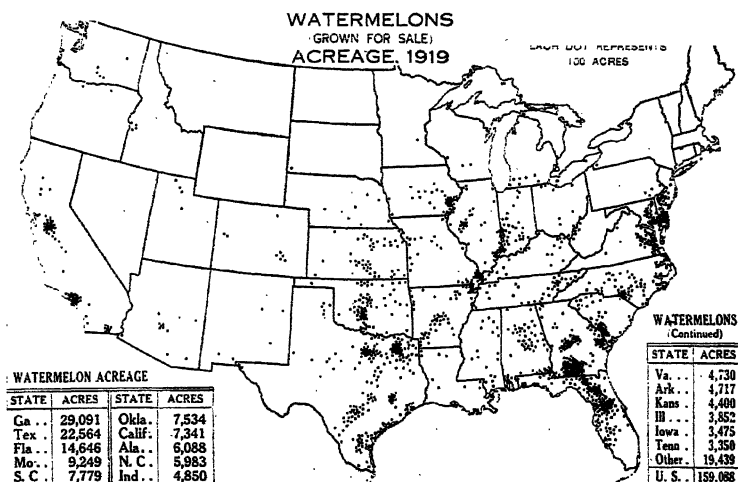 WATERMELONS
(GROWN FOR SALE)
ACREAGE, 1919
EACH DOT REPRESENTS
100 ACRES
WATERMELON ACREAGE
STATE ACRES STATE ACRES
Ga .. 29,091 Okla. 7,534
Tex .. 22,564 Calif. 7,341
Fla .. 14,646 Ala.. 6,088
Mo.. 9,249 N. C. 5,983
S. C. 7,779 Ind.. 4,850
WATERMELONS
(Continued)
STATE ACRES
Va. . 4,730
Ark. . 4,717
Kans . 4,400
Ill ... 3,852
Iowa . 3,475
Tenn . 3,350
Other. 19,439
U. S.. 159,088